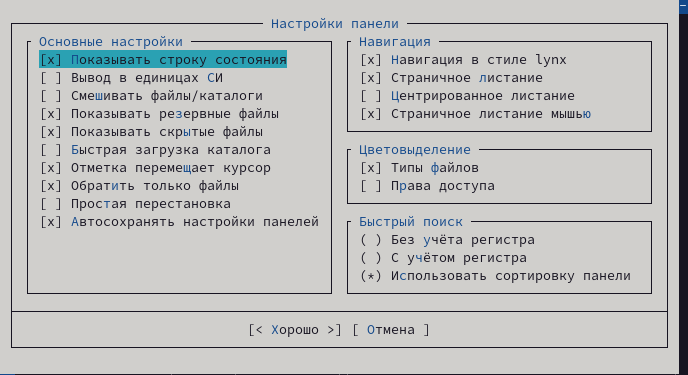 Настройки панели
Основные настройки
[x] Показывать строку состояния
[ ] Вывод в единицах СИ
[ ] Смешивать файлы/каталоги
[x] Показывать резервные файлы
[x] Показывать скрытые файлы
[ ] Быстрая загрузка каталога
[x] Отметка перемещает курсор
[x] Обратить только файлы
[ ] Простая перестановка
[x] Автосохранять настройки панелей
Навигация
[x] Навигация в стиле lynx
[x] Страничное листание
[ ] Центрированное листание
[x] Страничное листание мышью
Цветовыделение
[x] Типы файлов
[ ] Права доступа
Быстрый поиск
( ) Без учёта регистра
( ) С учётом регистра
(*) Использовать сортировку панели
[< Хорошо >] [ Отмена ]